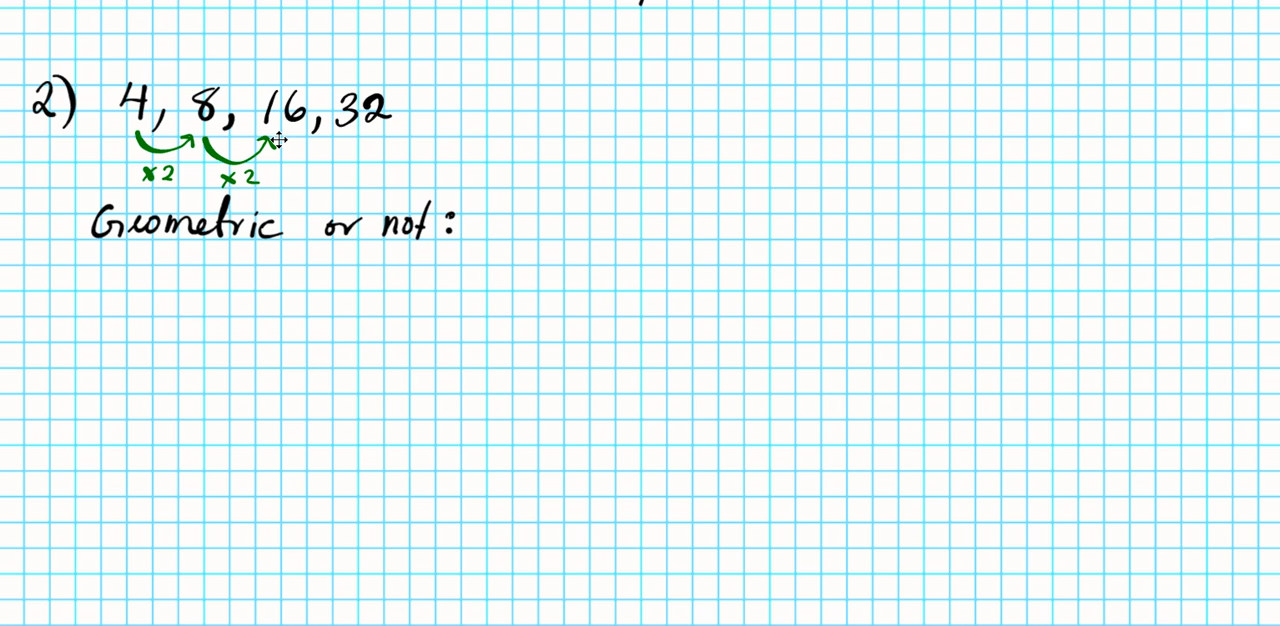 2) 4, 8, 16, 32
×2 ×2
Geometric or not: